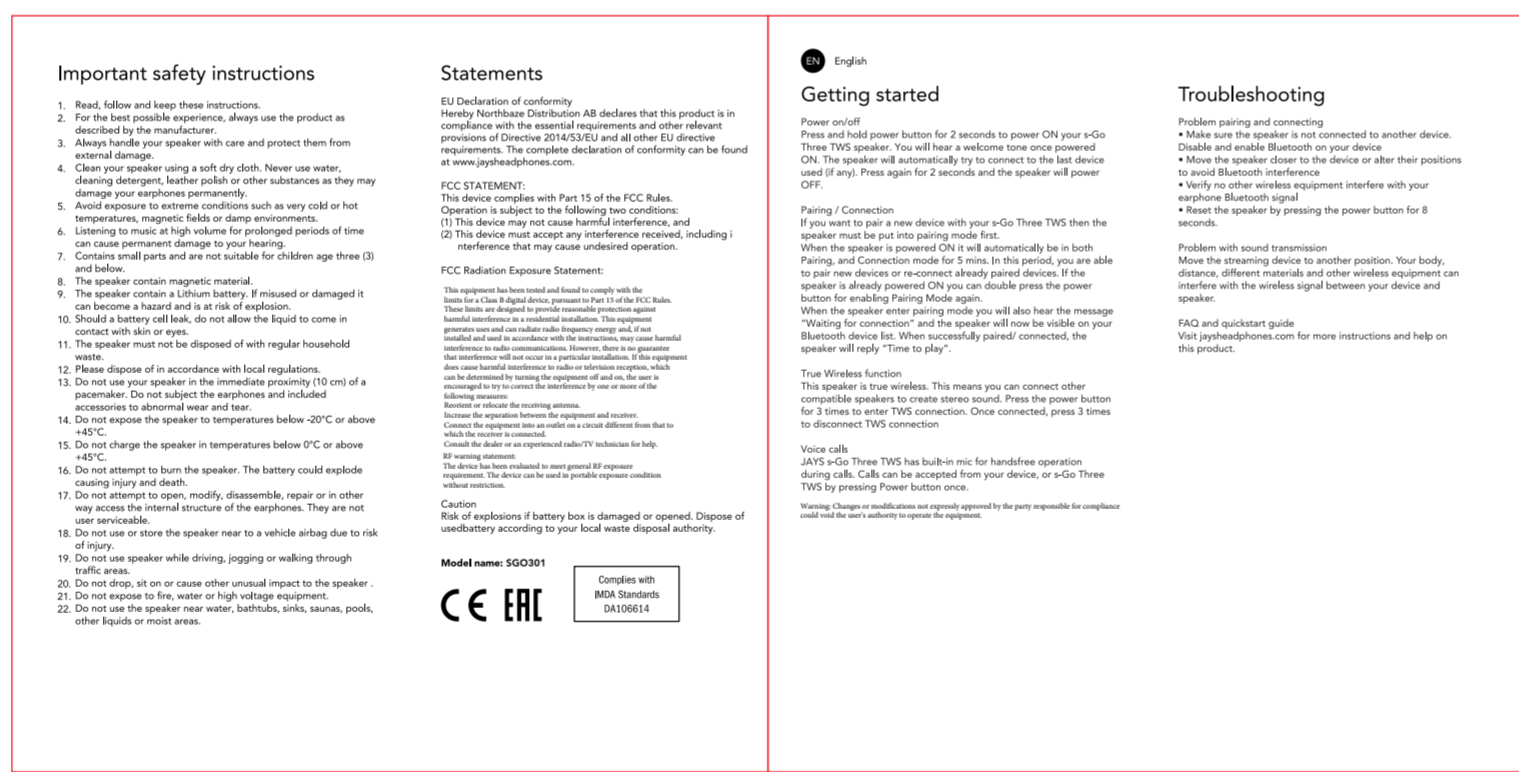 Important safety instructions
1. Read, follow and keep these instructions.
2. For the best possible experience, always use the product as
described by the manufacturer.
3. Always handle your speaker with care and protect them from
external damage.
4. Clean your speaker using a soft dry cloth. Never use water,
cleaning detergent, leather polish or other substances as they may
damage your earphones permanently.
5. Avoid exposure to extreme conditions such as very cold or hot
temperatures, magnetic fields or damp environments.
6. Listening to music at high volume for prolonged periods of time
can cause permanent damage to your hearing.
7. Contains small parts and are not suitable for children age three (3)
and below.
8. The speaker contain magnetic material.
9. The speaker contain a Lithium battery. If misused or damaged it
can become a hazard and is at risk of explosion.
10. Should a battery cell leak, do not allow the liquid to come in
contact with skin or eyes.
11. The speaker must not be disposed of with regular household
waste.
12. Please dispose of in accordance with local regulations.
13. Do not use your speaker in the immediate proximity (10 cm) of a
pacemaker. Do not subject the earphones and included
accessories to abnormal wear and tear.
14. Do not expose the speaker to temperatures below -20°C or above
+45°C.
15. Do not charge the speaker in temperatures below 0°C or above
+45°C.
16. Do not attempt to burn the speaker. The battery could explode
causing injury and death.
17. Do not attempt to open, modify, disassemble, repair or in other
way access the internal structure of the earphones. They are not
user serviceable.
18. Do not use or store the speaker near to a vehicle airbag due to risk
of injury.
19. Do not use speaker while driving, jogging or walking through
traffic areas.
20. Do not drop, sit on or cause other unusual impact to the speaker .
21. Do not expose to fire, water or high voltage equipment.
22. Do not use the speaker near water, bathtubs, sinks, saunas, pools,
other liquids or moist areas.
Statements
EU Declaration of conformity
Hereby Northbaze Distribution AB declares that this product is in
compliance with the essential requirements and other relevant
provisions of Directive 2014/53/EU and all other EU directive
requirements. The complete declaration of conformity can be found
at www.jaysheadphones.com.
FCC STATEMENT:
This device complies with Part 15 of the FCC Rules.
Operation is subject to the following two conditions:
(1) This device may not cause harmful interference, and
(2) This device must accept any interference received, including i
nterference that may cause undesired operation.
FCC Radiation Exposure Statement:
This equipment has been tested and found to comply with the
limits for a Class B digital device, pursuant to Part 15 of the FCC Rules.
These limits are designed to provide reasonable protection against
harmful interference in a residential installation. This equipment
generates uses and can radiate radio frequency energy and, if not
installed and used in accordance with the instructions, may cause harmful
interference to radio communications. However, there is no guarantee
that interference will not occur in a particular installation. If this equipment
does cause harmful interference to radio or television reception, which
can be determined by turning the equipment off and on, the user is
encouraged to try to correct the interference by one or more of the
following measures:
Reorient or relocate the receiving antenna.
Increase the separation between the equipment and receiver.
Connect the equipment into an outlet on a circuit different from that to
which the receiver is connected.
Consult the dealer or an experienced radio/TV technician for help.
RF warning statement:
The device has been evaluated to meet general RF exposure
requirement. The device can be used in portable exposure condition
without restriction.
Caution
Risk of explosions if battery box is damaged or opened. Dispose of
usedbattery according to your local waste disposal authority.
Model name: SGO301
CE EAC
Complies with
IMDA Standards
DA106614
EN English
Getting started
Power on/off
Press and hold power button for 2 seconds to power ON your s-Go
Three TWS speaker. You will hear a welcome tone once powered
ON. The speaker will automatically try to connect to the last device
used (if any). Press again for 2 seconds and the speaker will power
OFF.
Pairing / Connection
If you want to pair a new device with your s-Go Three TWS then the
speaker must be put into pairing mode first.
When the speaker is powered ON it will automatically be in both
Pairing, and Connection mode for 5 mins. In this period, you are able
to pair new devices or re-connect already paired devices. If the
speaker is already powered ON you can double press the power
button for enabling Pairing Mode again.
When the speaker enter pairing mode you will also hear the message
“Waiting for connection” and the speaker will now be visible on your
Bluetooth device list. When successfully paired/ connected, the
speaker will reply “Time to play”.
True Wireless function
This speaker is true wireless. This means you can connect other
compatible speakers to create stereo sound. Press the power button
for 3 times to enter TWS connection. Once connected, press 3 times
to disconnect TWS connection
Voice calls
JAYS s-Go Three TWS has built-in mic for handsfree operation
during calls. Calls can be accepted from your device, or s-Go Three
TWS by pressing Power button once.
Warning: Changes or modifications not expressly approved by the party responsible for compliance
could void the user's authority to operate the equipment.
Troubleshooting
Problem pairing and connecting
• Make sure the speaker is not connected to another device.
Disable and enable Bluetooth on your device
• Move the speaker closer to the device or alter their positions
to avoid Bluetooth interference
• Verify no other wireless equipment interfere with your
earphone Bluetooth signal
• Reset the speaker by pressing the power button for 8
seconds.
Problem with sound transmission
Move the streaming device to another position. Your body,
distance, different materials and other wireless equipment can
interfere with the wireless signal between your device and
speaker.
FAQ and quickstart guide
Visit jaysheadphones.com for more instructions and help on
this product.